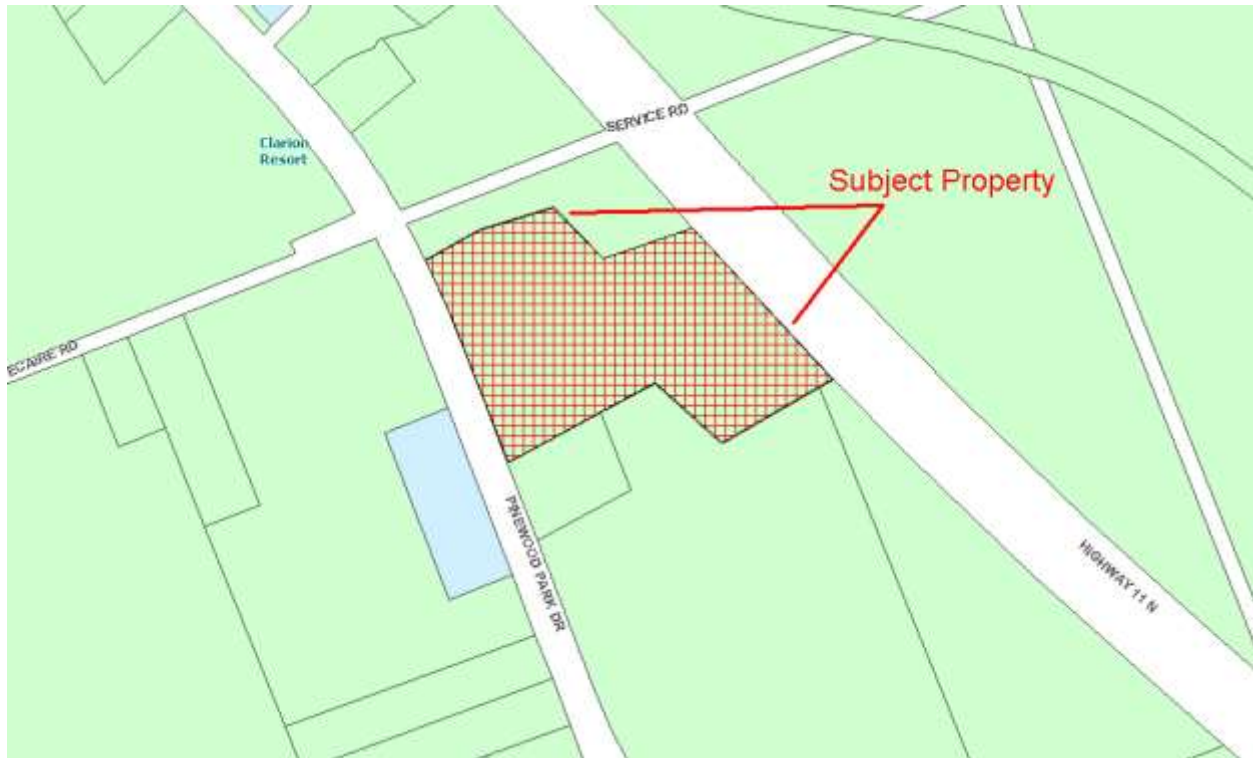 SERVICE RD
Clarion
Resort
Subject Property
ECAIRE RD
PINEWOOD PARK DR
HIGHWAY 11 N